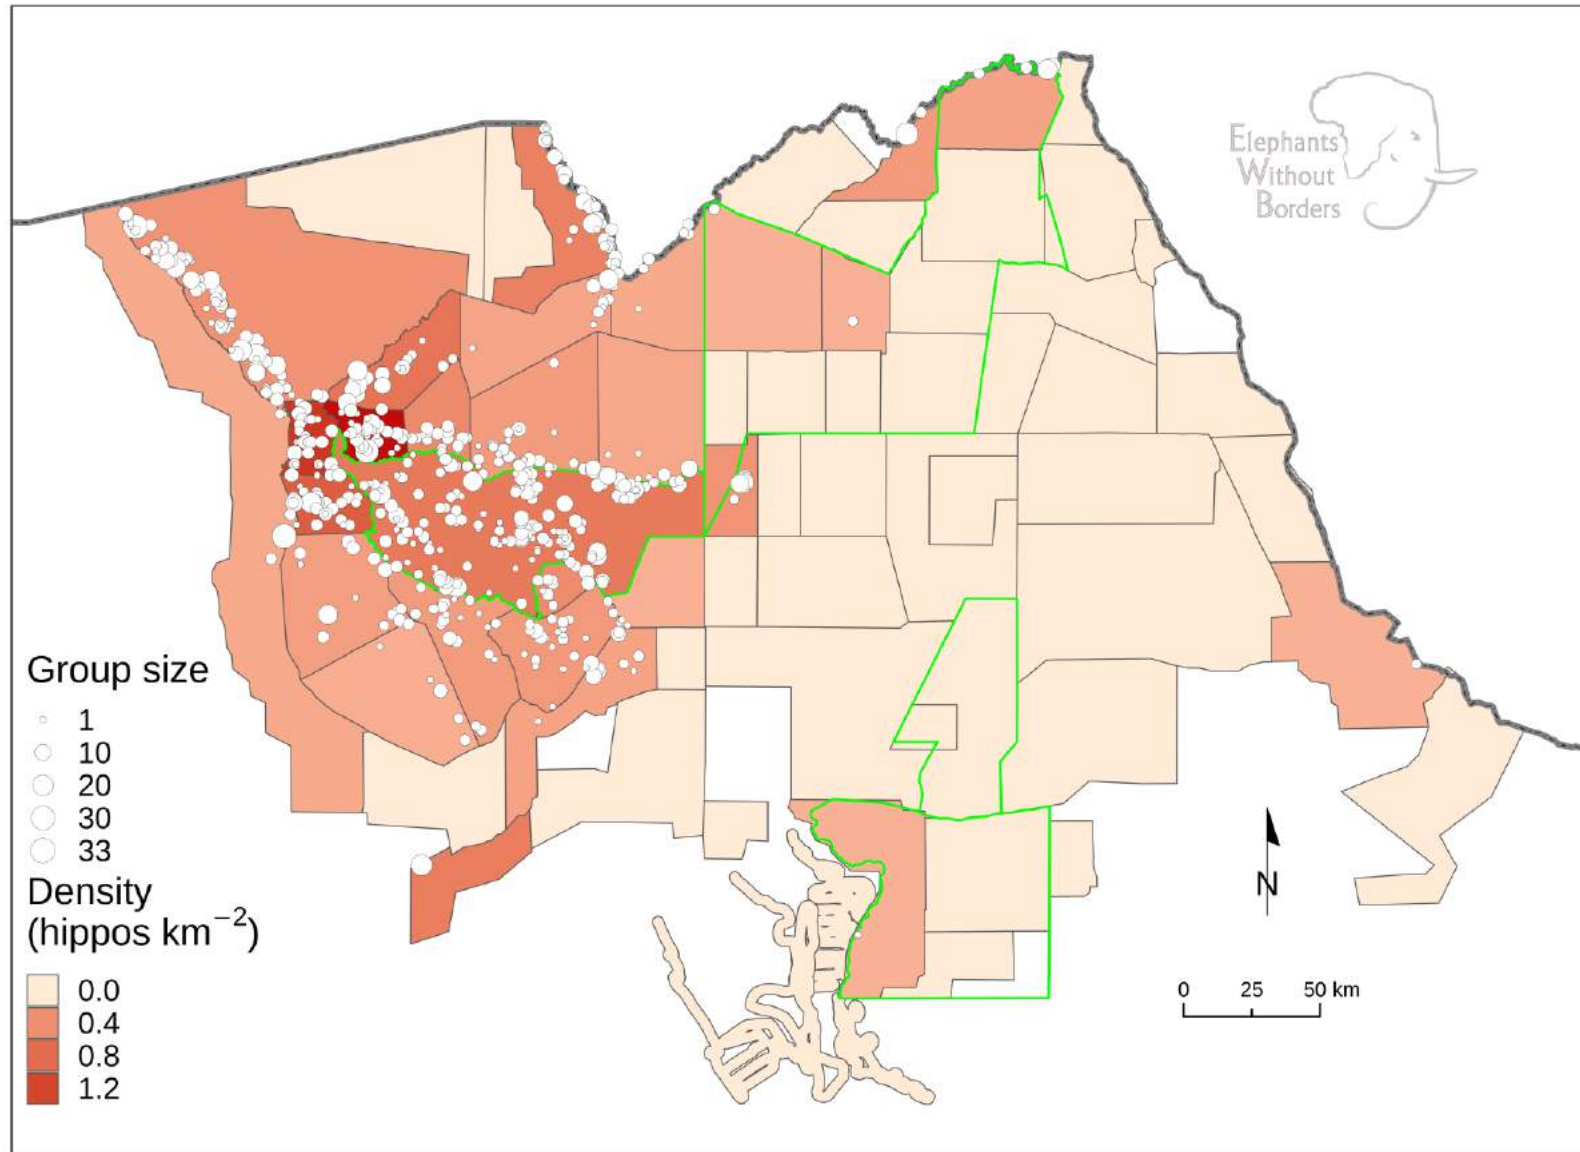 Elephants
Without
Borders
Group size
1
10
20
30
33
Density
(hippos km⁻²)
0.0
0.4
0.8
1.2
N
0 25 50 km